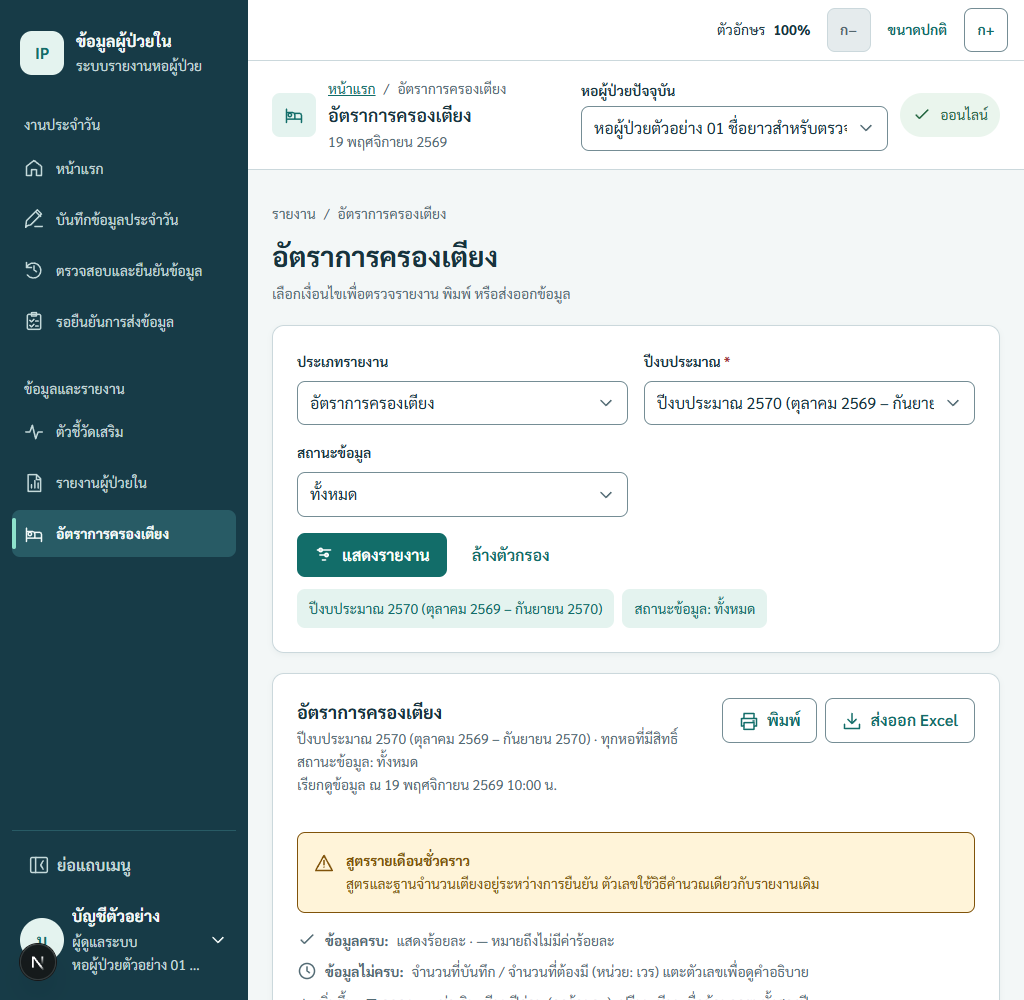 IP
ข้อมูลผู้ป่วยใน
ระบบรายงานหอผู้ป่วย
งานประจำวัน
หน้าแรก
บันทึกข้อมูลประจำวัน
ตรวจสอบและยืนยันข้อมูล
รอยืนยันการส่งข้อมูล
ข้อมูลและรายงาน
ตัวชี้วัดเสริม
รายงานผู้ป่วยใน
อัตราการครองเตียง
ย่อแถบเมนู
บัญชีตัวอย่าง
ผู้ดูแลระบบ
หอผู้ป่วยตัวอย่าง 01 ...
N
ตัวอักษร 100% ก− ขนาดปกติ ก+
หน้าแรก / อัตราการครองเตียง
อัตราการครองเตียง
19 พฤศจิกายน 2569
หอผู้ป่วยปัจจุบัน
หอผู้ป่วยตัวอย่าง 01 ชื่อยาวสำหรับตรวจ
ออนไลน์
รายงาน / อัตราการครองเตียง
อัตราการครองเตียง
เลือกเงื่อนไขเพื่อตรวจรายงาน พิมพ์ หรือส่งออกข้อมูล
ประเภทรายงาน
อัตราการครองเตียง
ปีงบประมาณ *
ปีงบประมาณ 2570 (ตุลาคม 2569 – กันยาย
สถานะข้อมูล
ทั้งหมด
แสดงรายงาน ล้างตัวกรอง
ปีงบประมาณ 2570 (ตุลาคม 2569 – กันยายน 2570) สถานะข้อมูล: ทั้งหมด
อัตราการครองเตียง
ปีงบประมาณ 2570 (ตุลาคม 2569 – กันยายน 2570) · ทุกหอที่มีสิทธิ์
สถานะข้อมูล: ทั้งหมด
เรียกดูข้อมูล ณ 19 พฤศจิกายน 2569 10:00 น.
พิมพ์ ส่งออก Excel
สูตรรายเดือนชั่วคราว
สูตรและฐานจำนวนเตียงอยู่ระหว่างการยืนยัน ตัวเลขใช้วิธีคำนวณเดียวกับรายงานเดิม
ข้อมูลครบ: แสดงร้อยละ · — หมายถึงไม่มีค่าร้อยละ
ข้อมูลไม่ครบ: จำนวนที่บันทึก / จำนวนที่ต้องมี (หน่วย: เวร) แตะตัวเลขเพื่อดูคำอธิบาย